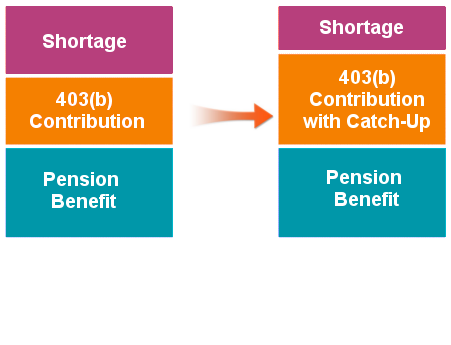 Shortage
403(b)
Contribution
Pension
Benefit
Shortage
403(b)
Contribution
with Catch-Up
Pension
Benefit